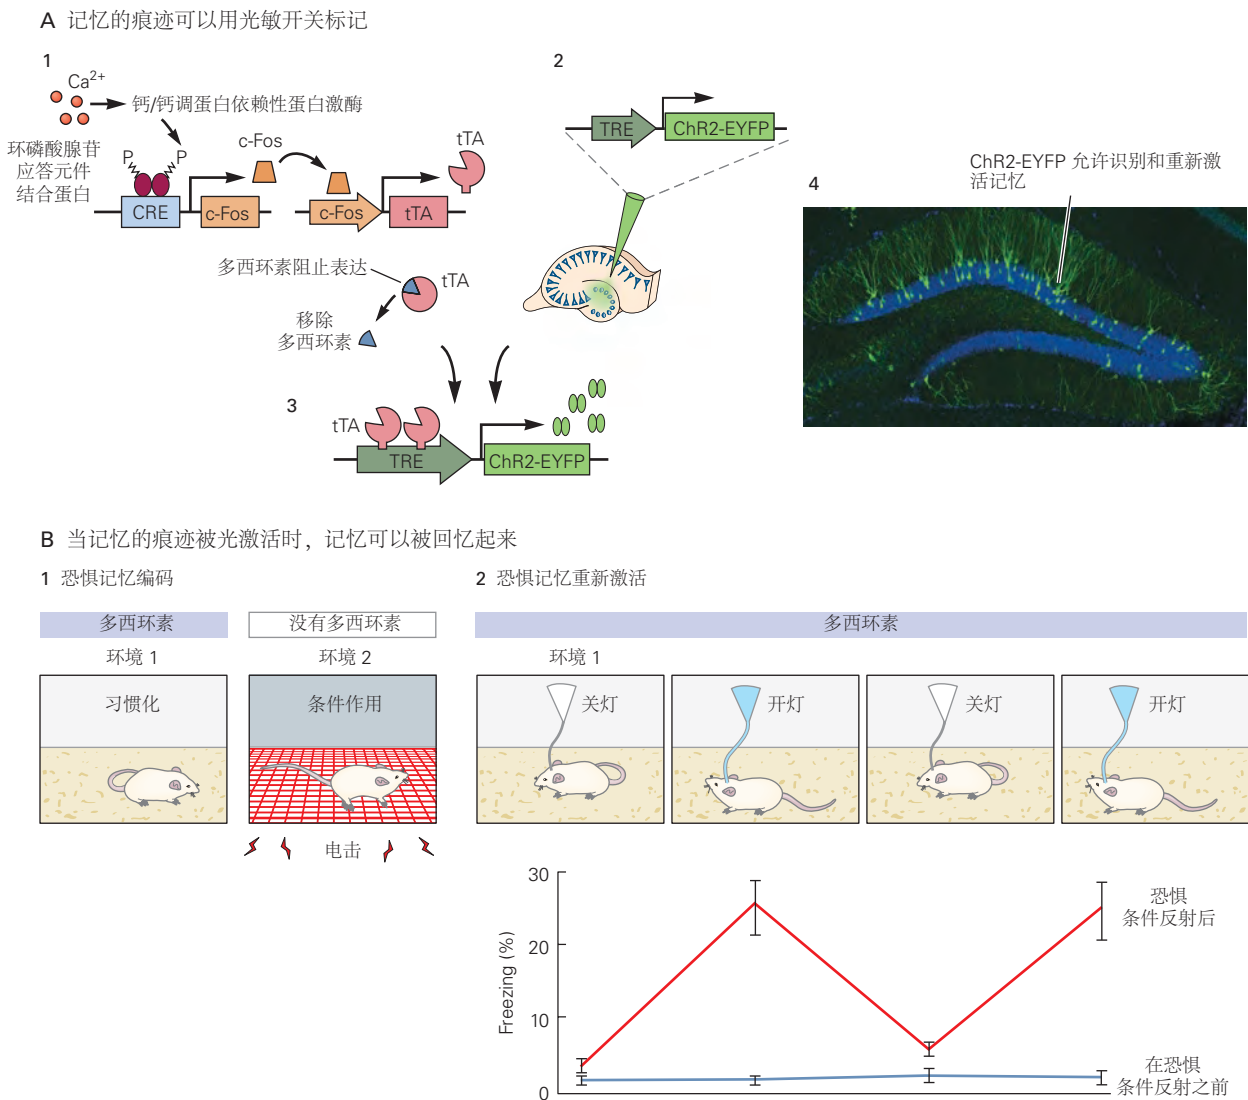 A 记忆的痕迹可以用光敏开关标记
1
Ca2+
钙/钙调蛋白依赖性蛋白激酶
环磷酸腺苷
应答元件
结合蛋白
P
P
c-Fos
tTA
CRE
c-Fos
c-Fos
tTA
多西环素阻止表达
tTA
移除
多西环素
2
TRE
ChR2-EYFP
3
tTA
TRE
ChR2-EYFP
4
ChR2-EYFP 允许识别和重新激
活记忆
B 当记忆的痕迹被光激活时，记忆可以被回忆起来
1 恐惧记忆编码
多西环素
没有多西环素
环境 1
环境 2
习惯化
条件作用
电击
2 恐惧记忆重新激活
多西环素
环境 1
关灯
开灯
关灯
开灯
30
20
10
0
Freezing (%)
恐惧
条件反射后
在恐惧
条件反射之前